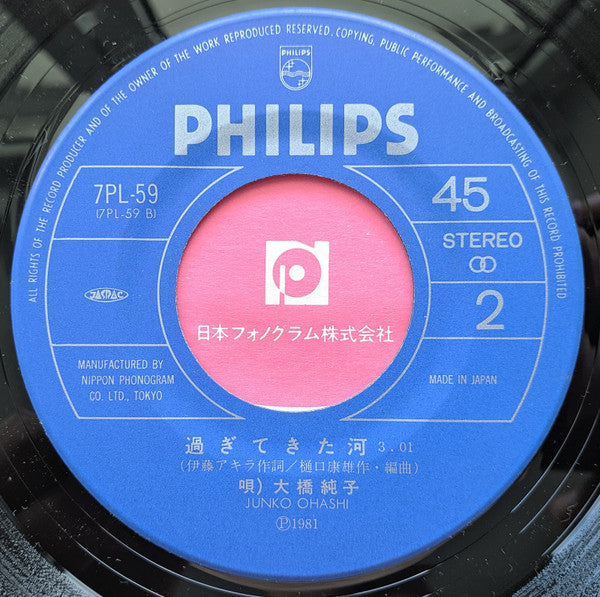 ALL RIGHTS OF THE RECORD PRODUCER AND OF THE OWNER OF THE WORK REPRODUCED RESERVED. COPYING, PUBLIC PERFORMANCE AND BROADCASTING OF THIS RECORD PROHIBITED
PHILIPS
PHILIPS
7PL-59
(7PL-59 B)
45
STEREO
2
JASRAC
日本フォノグラム株式会社
MANUFACTURED BY
NIPPON PHONOGRAM
CO. LTD., TOKYO
MADE IN JAPAN
過ぎてきた河 3.01
(伊藤アキラ作詞/樋口康雄作・編曲)
唄) 大橋純子
JUNKO OHASHI
Ⓟ1981